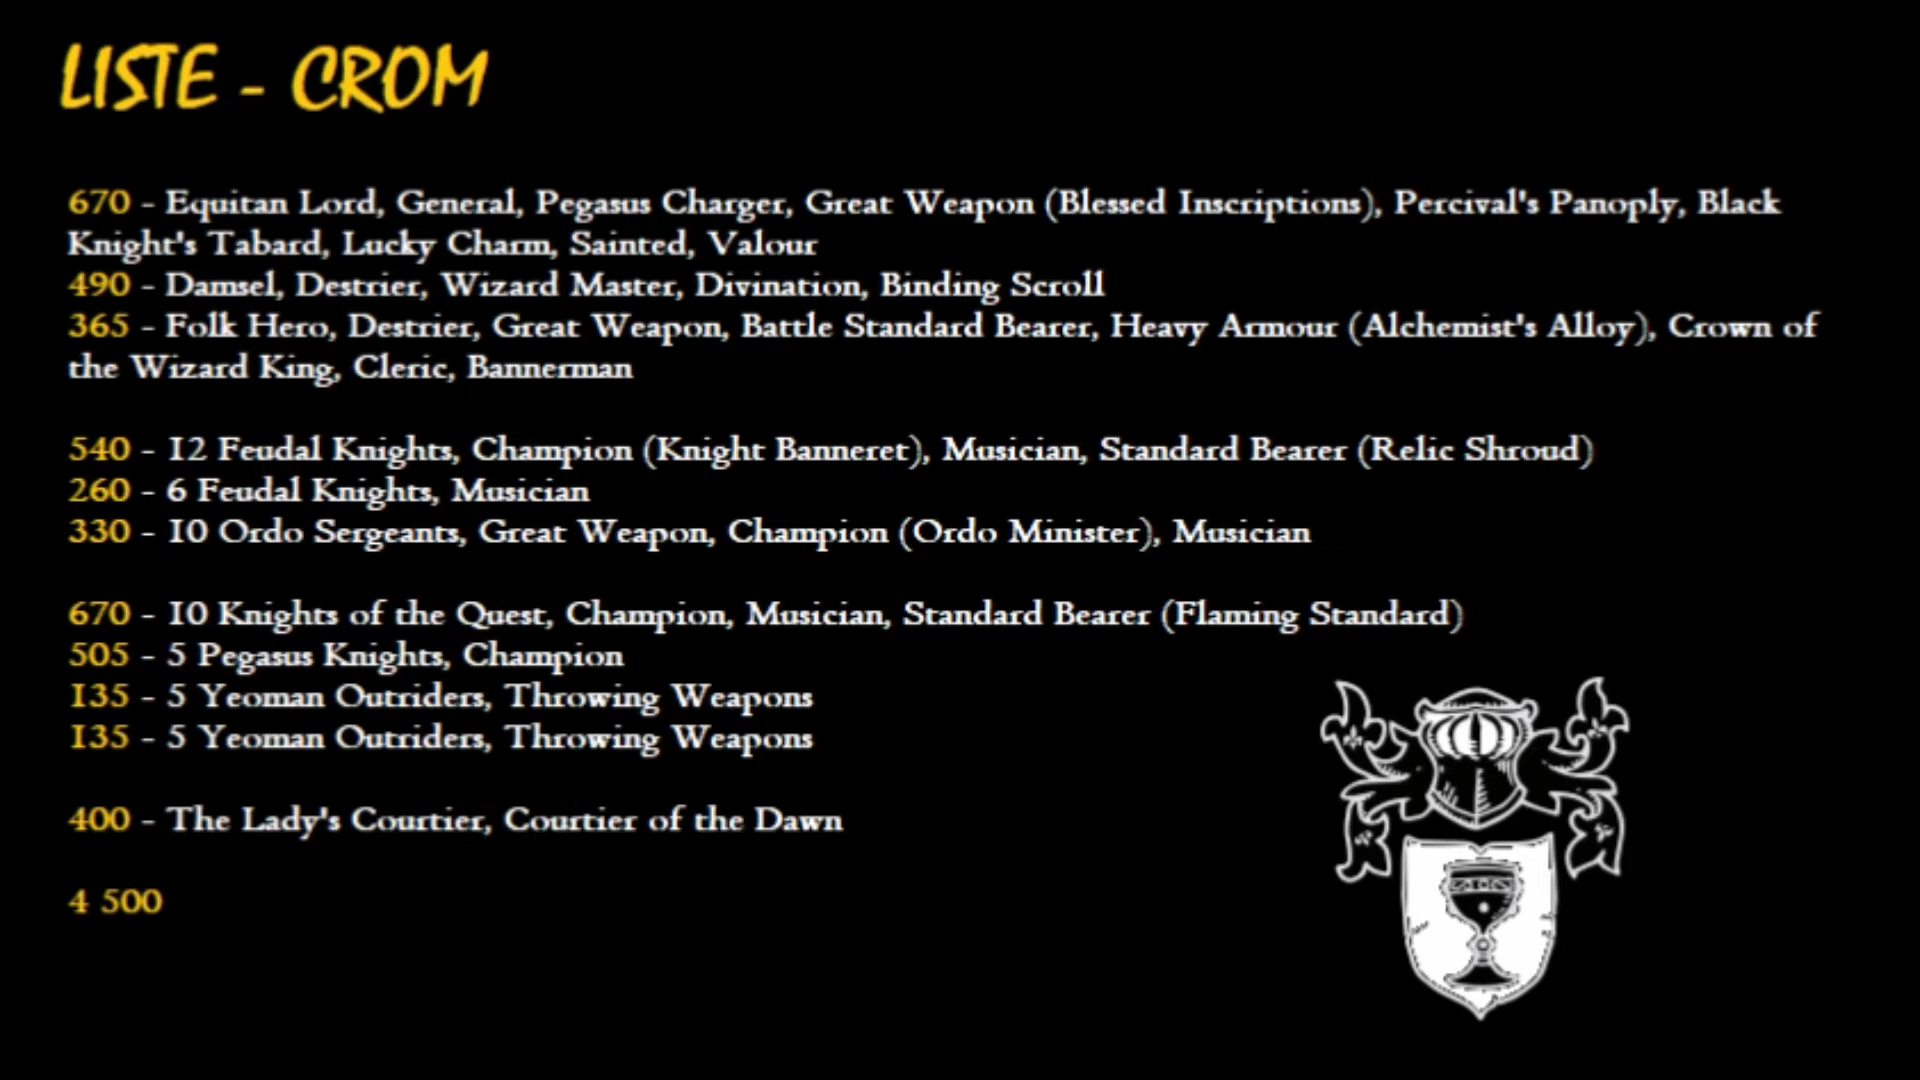 LISTE - CROM
670 - Equitan Lord, General, Pegasus Charger, Great Weapon (Blessed Inscriptions), Percival's Panoply, Black
Knight's Tabard, Lucky Charm, Sainted, Valour
490 - Damsel, Destrier, Wizard Master, Divination, Binding Scroll
365 - Folk Hero, Destrier, Great Weapon, Battle Standard Bearer, Heavy Armour (Alchemist's Alloy), Crown of
the Wizard King, Cleric, Bannerman
540 - 12 Feudal Knights, Champion (Knight Banneret), Musician, Standard Bearer (Relic Shroud)
260 - 6 Feudal Knights, Musician
330 - 10 Ordo Sergeants, Great Weapon, Champion (Ordo Minister), Musician
670 - 10 Knights of the Quest, Champion, Musician, Standard Bearer (Flaming Standard)
505 - 5 Pegasus Knights, Champion
135 - 5 Yeoman Outriders, Throwing Weapons
135 - 5 Yeoman Outriders, Throwing Weapons
400 - The Lady's Courtier, Courtier of the Dawn
4 500